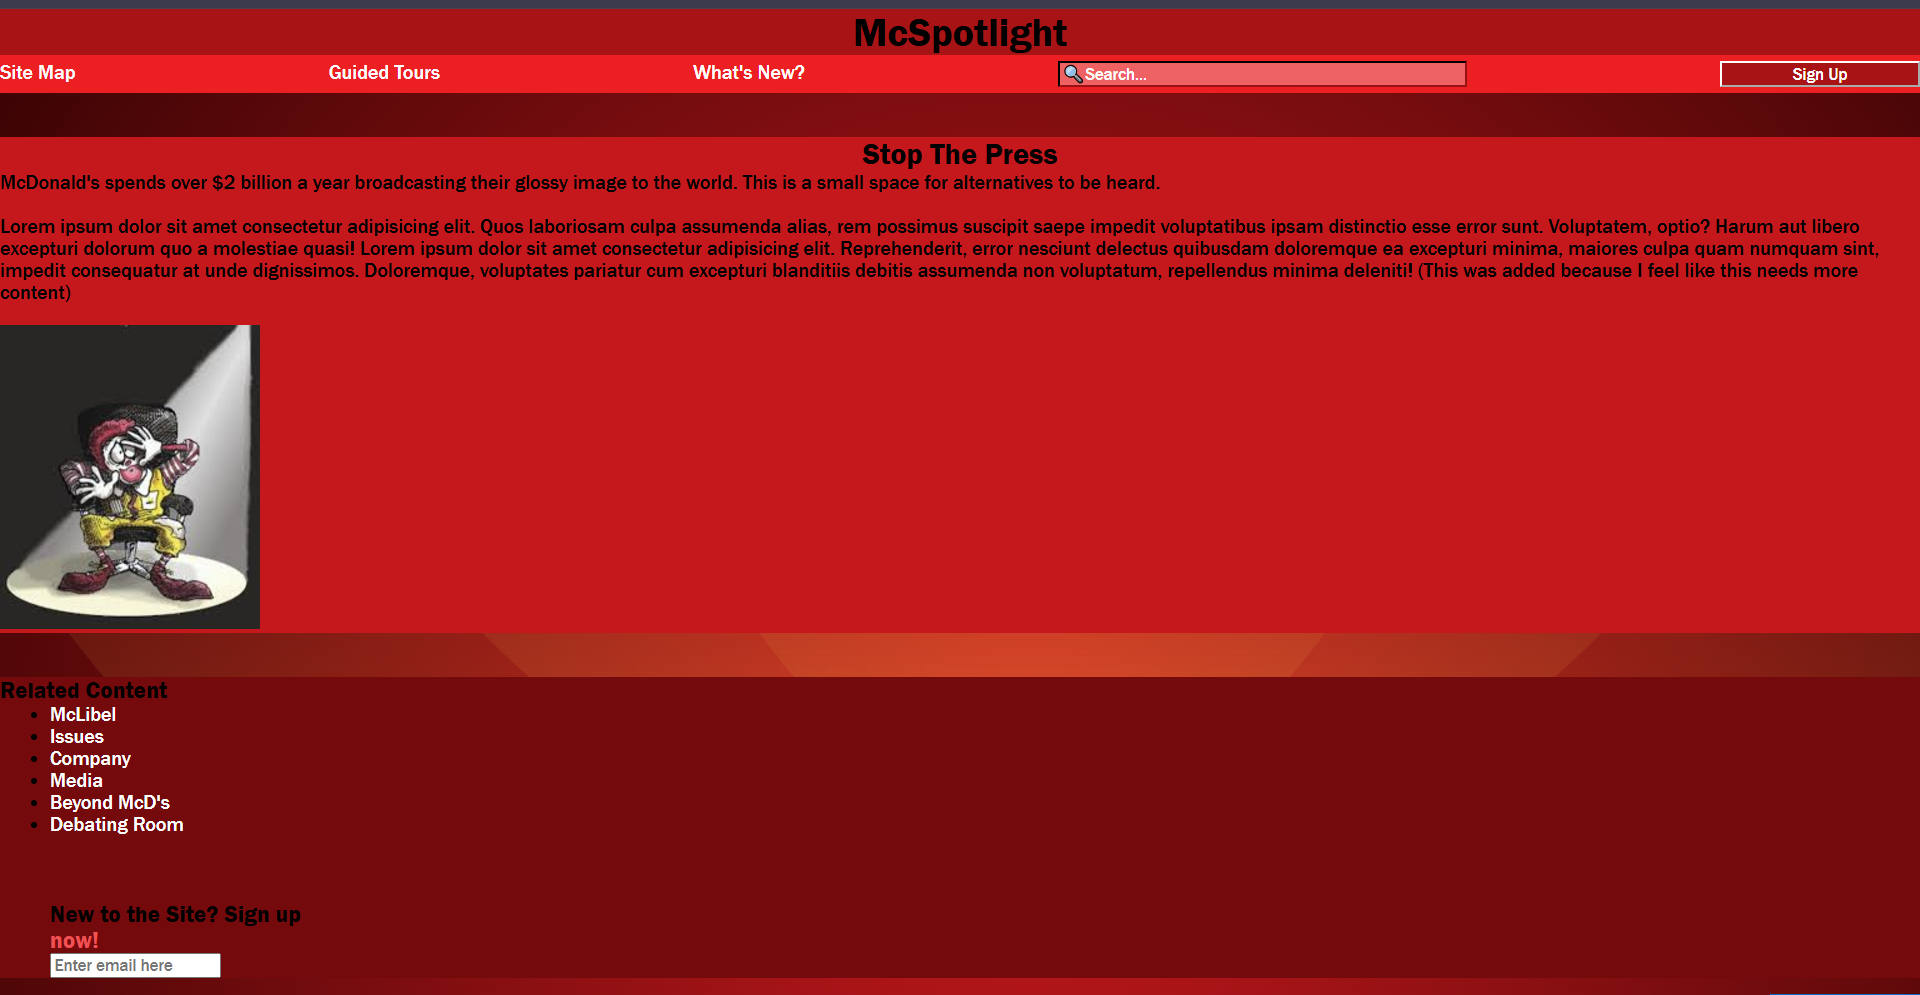 McSpotlight
Site Map
Guided Tours
What's New?
Search...
Sign Up
Stop The Press
McDonald's spends over $2 billion a year broadcasting their glossy image to the world. This is a small space for alternatives to be heard.
Lorem ipsum dolor sit amet consectetur adipisicing elit. Quos laboriosam culpa assumenda alias, rem possimus suscipit saepe impedit voluptatibus ipsam distinctio esse error sunt. Voluptatem, optio? Harum aut libero
excepturi dolorum quo a molestiae quasi! Lorem ipsum dolor sit amet consectetur adipisicing elit. Reprehenderit, error nesciunt delectus quibusdam doloremque ea excepturi minima, maiores culpa quam numquam sint,
impedit consequatur at unde dignissimos. Doloremque, voluptates pariatur cum excepturi blanditiis debitis assumenda non voluptatum, repellendus minima deleniti! (This was added because I feel like this needs more
content)
Related Content
McLibel
Issues
Company
Media
Beyond McD's
Debating Room
New to the Site? Sign up
now!
Enter email here